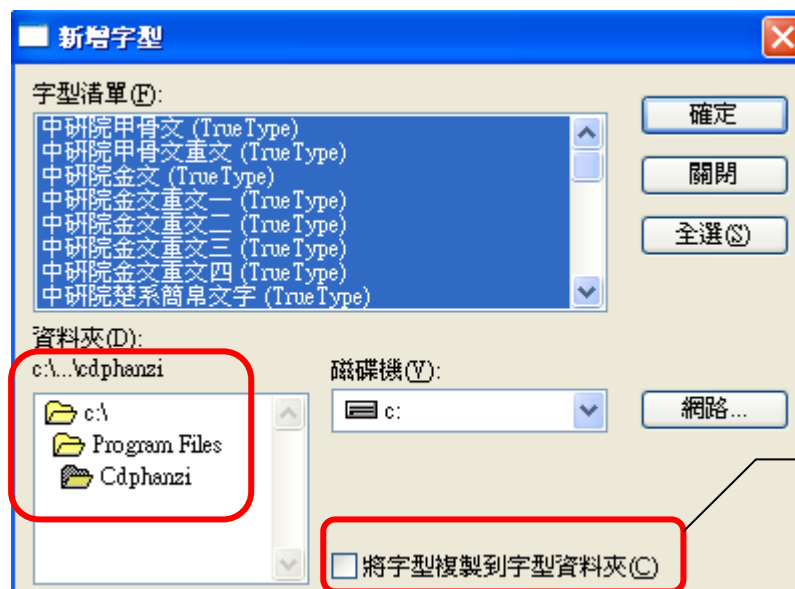 新增字型
字型清單(F):
中研院甲骨文 (TrueType)
中研院甲骨文重文 (TrueType)
中研院金文 (TrueType)
中研院金文重文一 (TrueType)
中研院金文重文二 (TrueType)
中研院金文重文三 (TrueType)
中研院金文重文四 (TrueType)
中研院楚系簡帛文字 (TrueType)
確定
關閉
全選(S)
資料夾(D):
c:\...\cdphanzi
c:\
Program Files
Cdphanzi
磁碟機(V):
c:
網路...
將字型複製到字型資料夾(C)